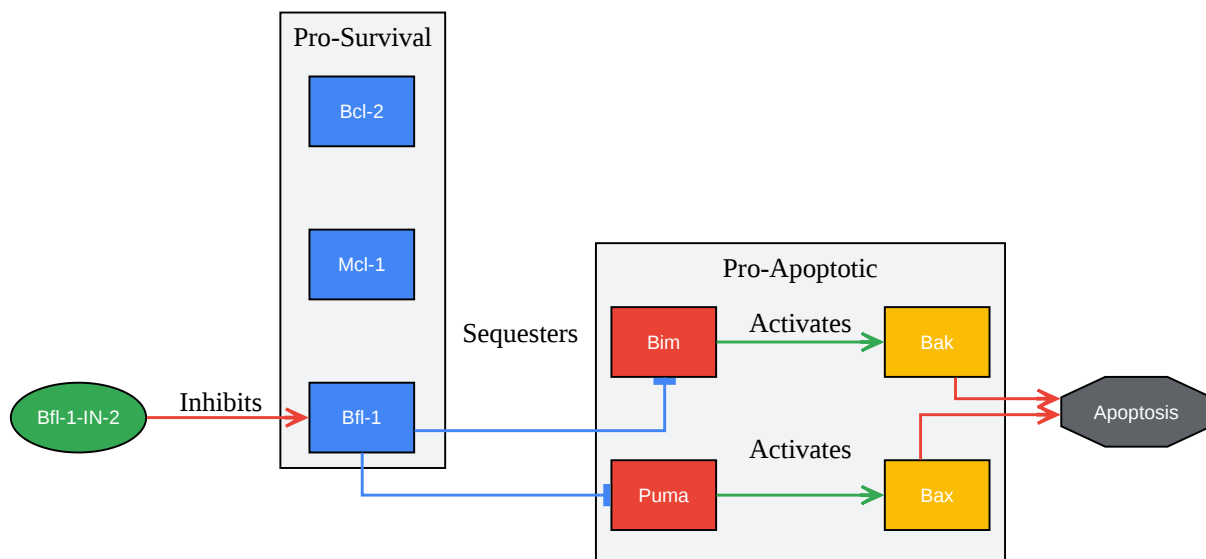 Pro-Survival
Bcl-2
Mcl-1
Pro-Apoptotic
Sequesters
Bim
Activates
Bak
Bfl-1-IN-2
Inhibits
Bfl-1
Apoptosis
Puma
Activates
Bax